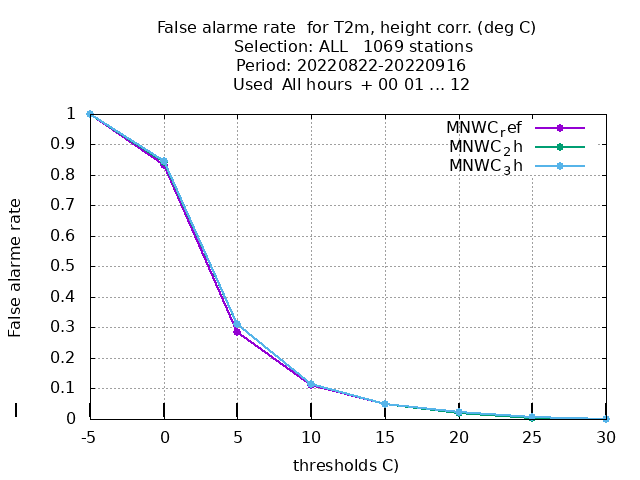 False alarme rate  for T2m, height corr. (deg C)
Selection: ALL   1069 stations
Period: 20220822-20220916
Used  All hours  + 00 01 ... 12
MNWC_ref
MNWC_2h
MNWC_3h
1
0.9
0.8
0.7
0.6
0.5
0.4
0.3
0.2
0.1
0
False alarme rate
-5 0 5 10 15 20 25 30
thresholds C)